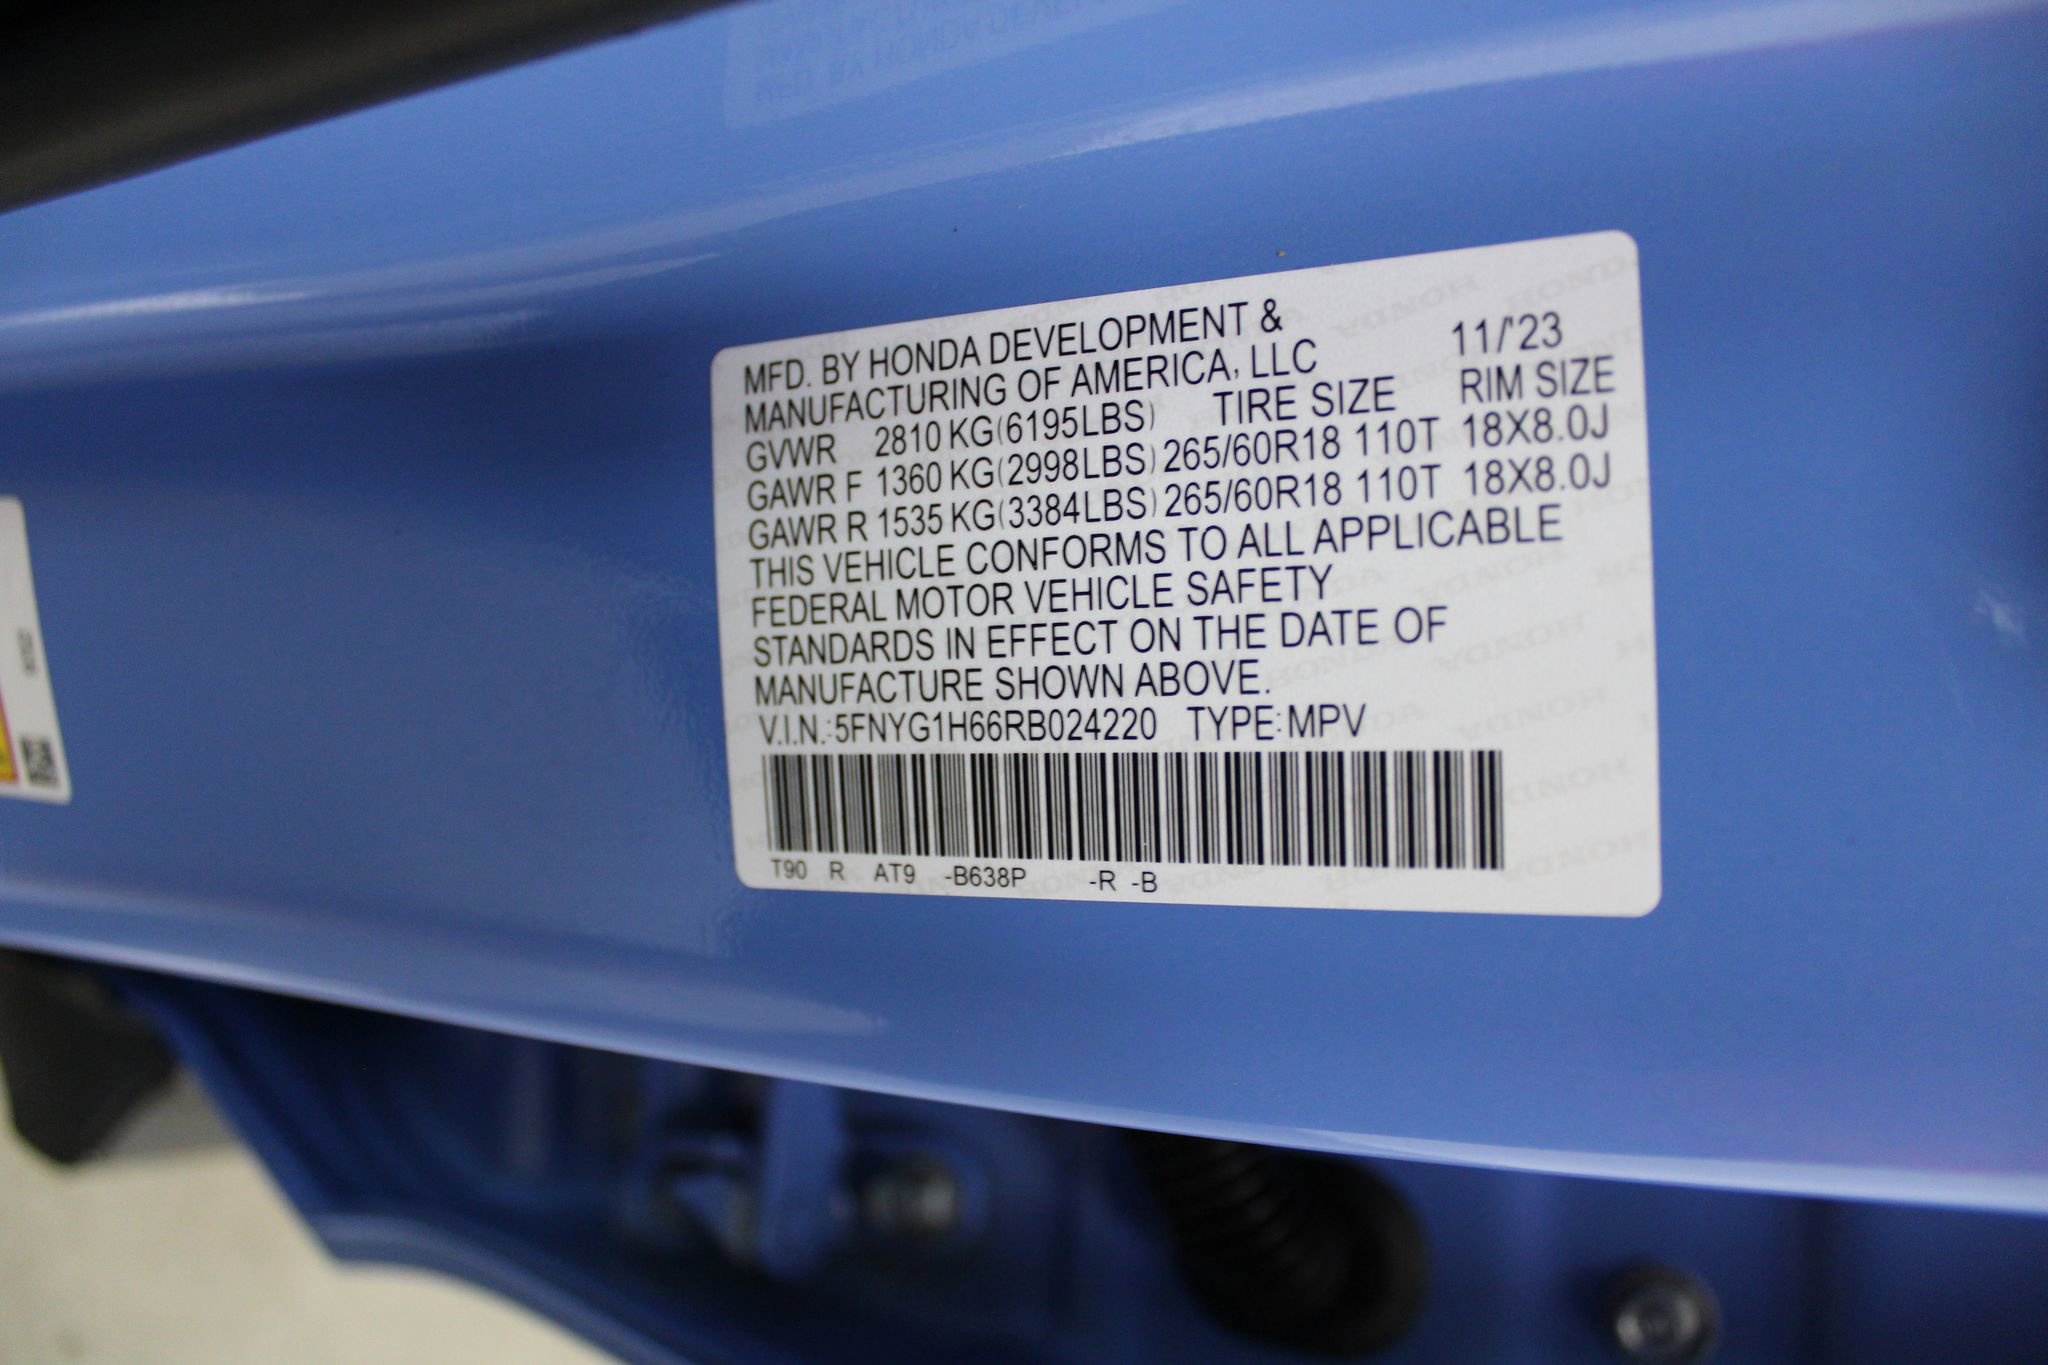 MFD. BY HONDA DEVELOPMENT &
MANUFACTURING OF AMERICA, LLC 11/'23
GVWR 2810 KG(6195LBS) TIRE SIZE RIM SIZE
GAWR F 1360 KG(2998LBS) 265/60R18 110T 18X8.0J
GAWR R 1535 KG(3384LBS) 265/60R18 110T 18X8.0J
THIS VEHICLE CONFORMS TO ALL APPLICABLE
FEDERAL MOTOR VEHICLE SAFETY
STANDARDS IN EFFECT ON THE DATE OF
MANUFACTURE SHOWN ABOVE.
V.I.N.:5FNYG1H66RB024220 TYPE:MPV
T90 R AT9 -B638P -R -B